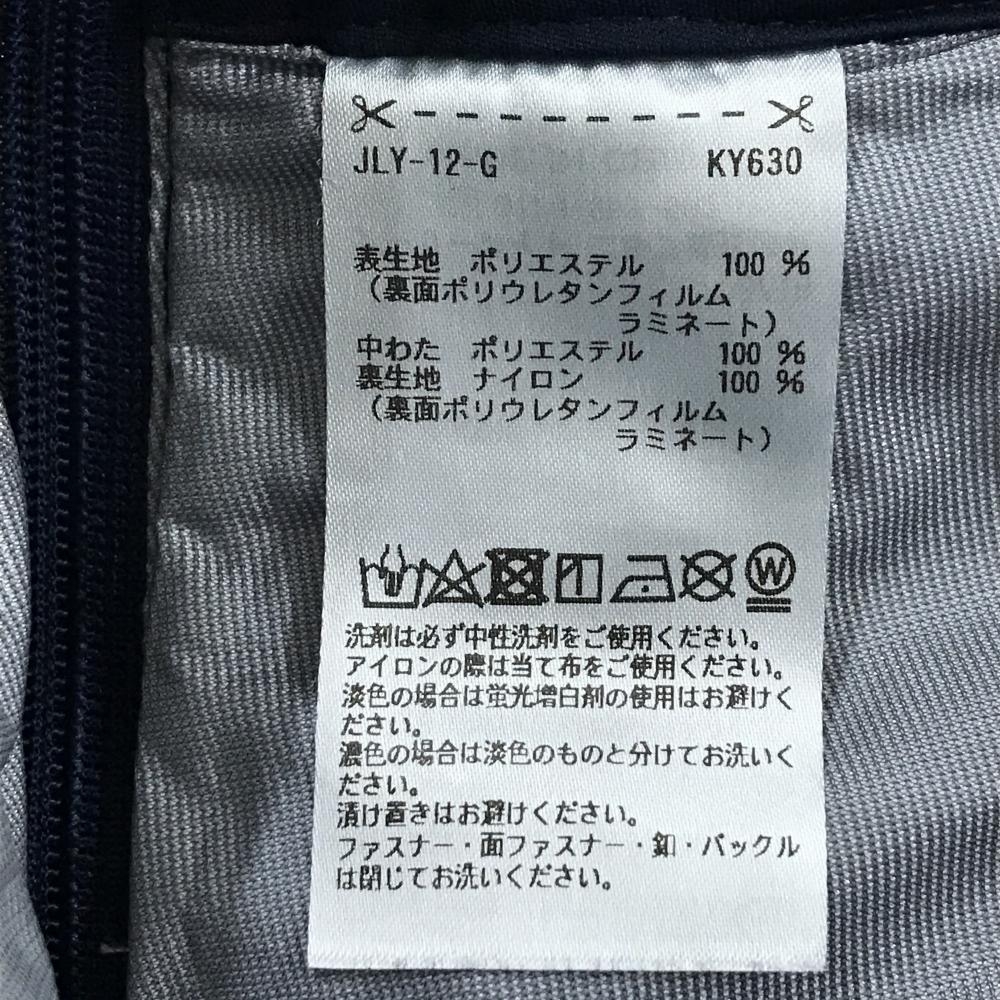 JLY-12-G KY630
表生地 ポリエステル 100 %
（裏面ポリウレタンフィルム
ラミネート）
中わた ポリエステル 100 %
裏生地 ナイロン 100 %
（裏面ポリウレタンフィルム
ラミネート）
W
洗剤は必ず中性洗剤をご使用ください。
アイロンの際は当て布をご使用ください。
淡色の場合は蛍光増白剤の使用はお避けく
ださい。
濃色の場合は淡色のものと分けてお洗いく
ださい。
漬け置きはお避けください。
ファスナー・面ファスナー・釦・バックル
は閉じてお洗いください。